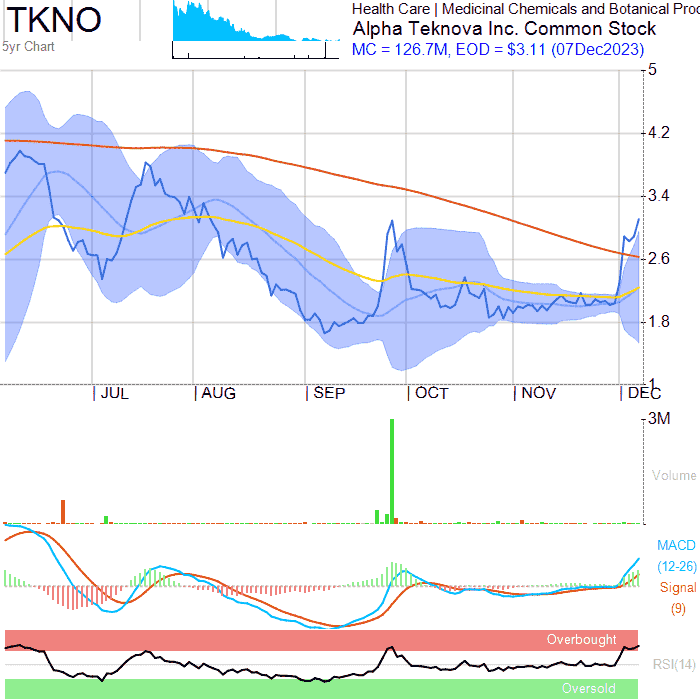 TKNO
5yr Chart
Health Care | Medicinal Chemicals and Botanical Proc
Alpha Teknova Inc. Common Stock
MC = 126.7M, EOD = $3.11 (07Dec2023)
5
4.2
3.4
2.6
1.8
1
JUL AUG SEP OCT NOV DEC
3M
Volume
MACD
(12-26)
Signal
(9)
Overbought
RSI(14)
Oversold